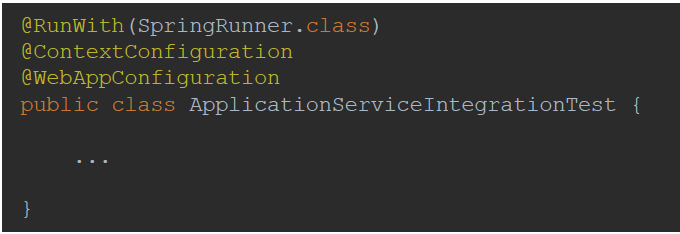 @RunWith(SpringRunner.class)
@ContextConfiguration
@WebAppConfiguration
public class ApplicationServiceIntegrationTest {
...
}